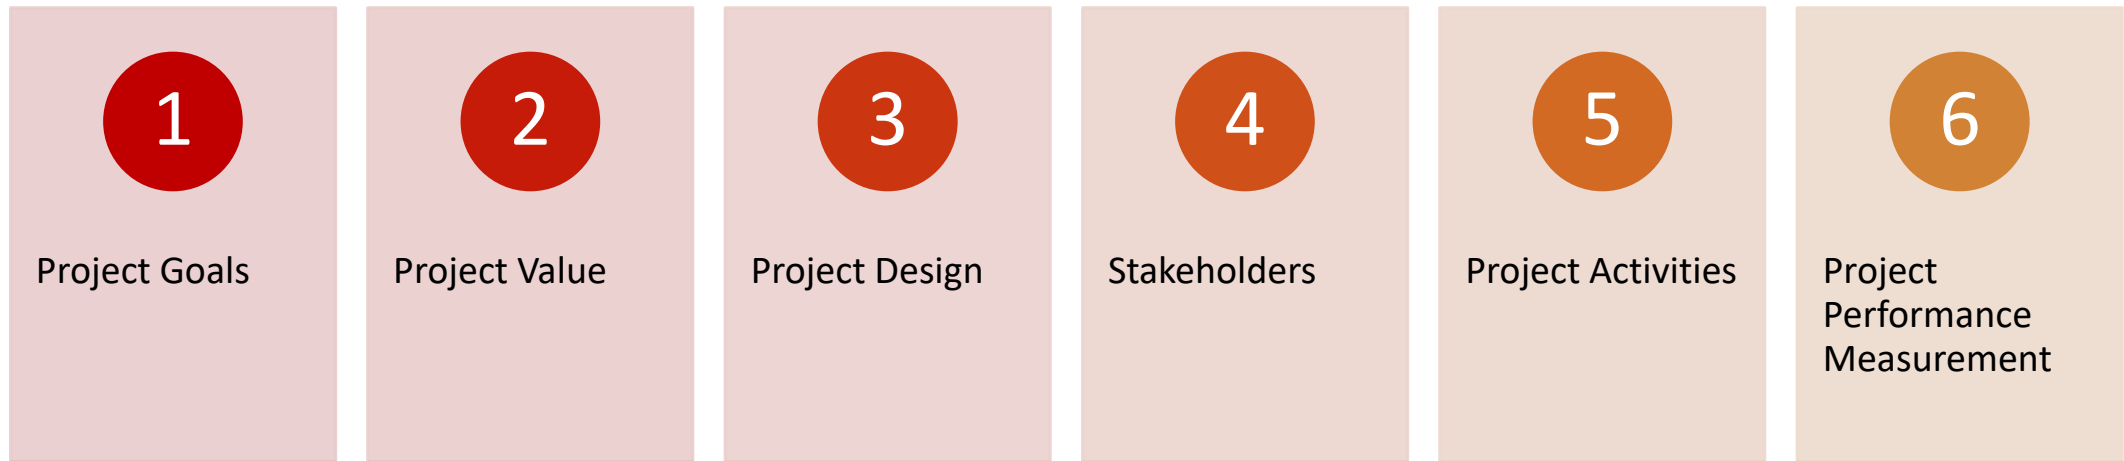 1
Project Goals
2
Project Value
3
Project Design
4
Stakeholders
5
Project Activities
6
Project
Performance
Measurement